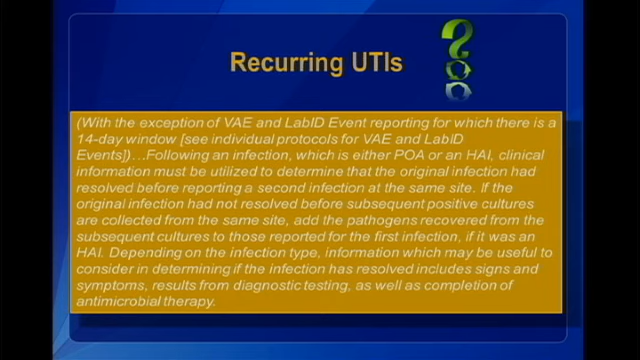 Recurring UTIs
(With the exception of VAE and LabID Event reporting for which there is a
14-day window [see individual protocols for VAE and LabID
Events])…Following an infection, which is either POA or an HAI, clinical
information must be utilized to determine that the original infection had
resolved before reporting a second infection at the same site. If the
original infection had not resolved before subsequent positive cultures
are collected from the same site, add the pathogens recovered from the
subsequent cultures to those reported for the first infection, if it was an
HAI. Depending on the infection type, information which may be useful to
consider in determining if the infection has resolved includes signs and
symptoms, results from diagnostic testing, as well as completion of
antimicrobial therapy.